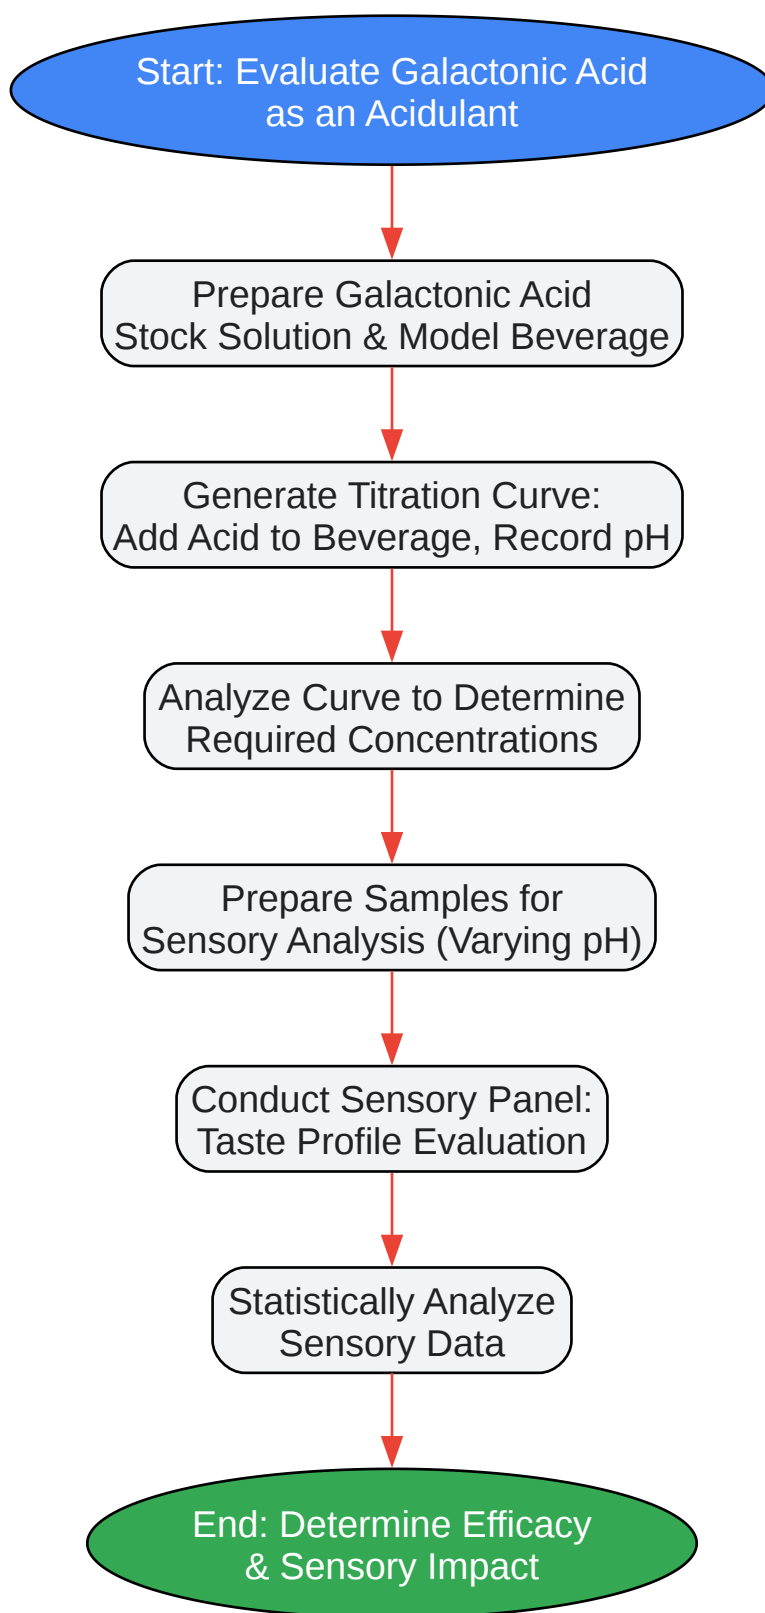 Start: Evaluate Galactonic Acid
as an Acidulant
Prepare Galactonic Acid
Stock Solution & Model Beverage
Generate Titration Curve:
Add Acid to Beverage, Record pH
Analyze Curve to Determine
Required Concentrations
Prepare Samples for
Sensory Analysis (Varying pH)
Conduct Sensory Panel:
Taste Profile Evaluation
Statistically Analyze
Sensory Data
End: Determine Efficacy
& Sensory Impact